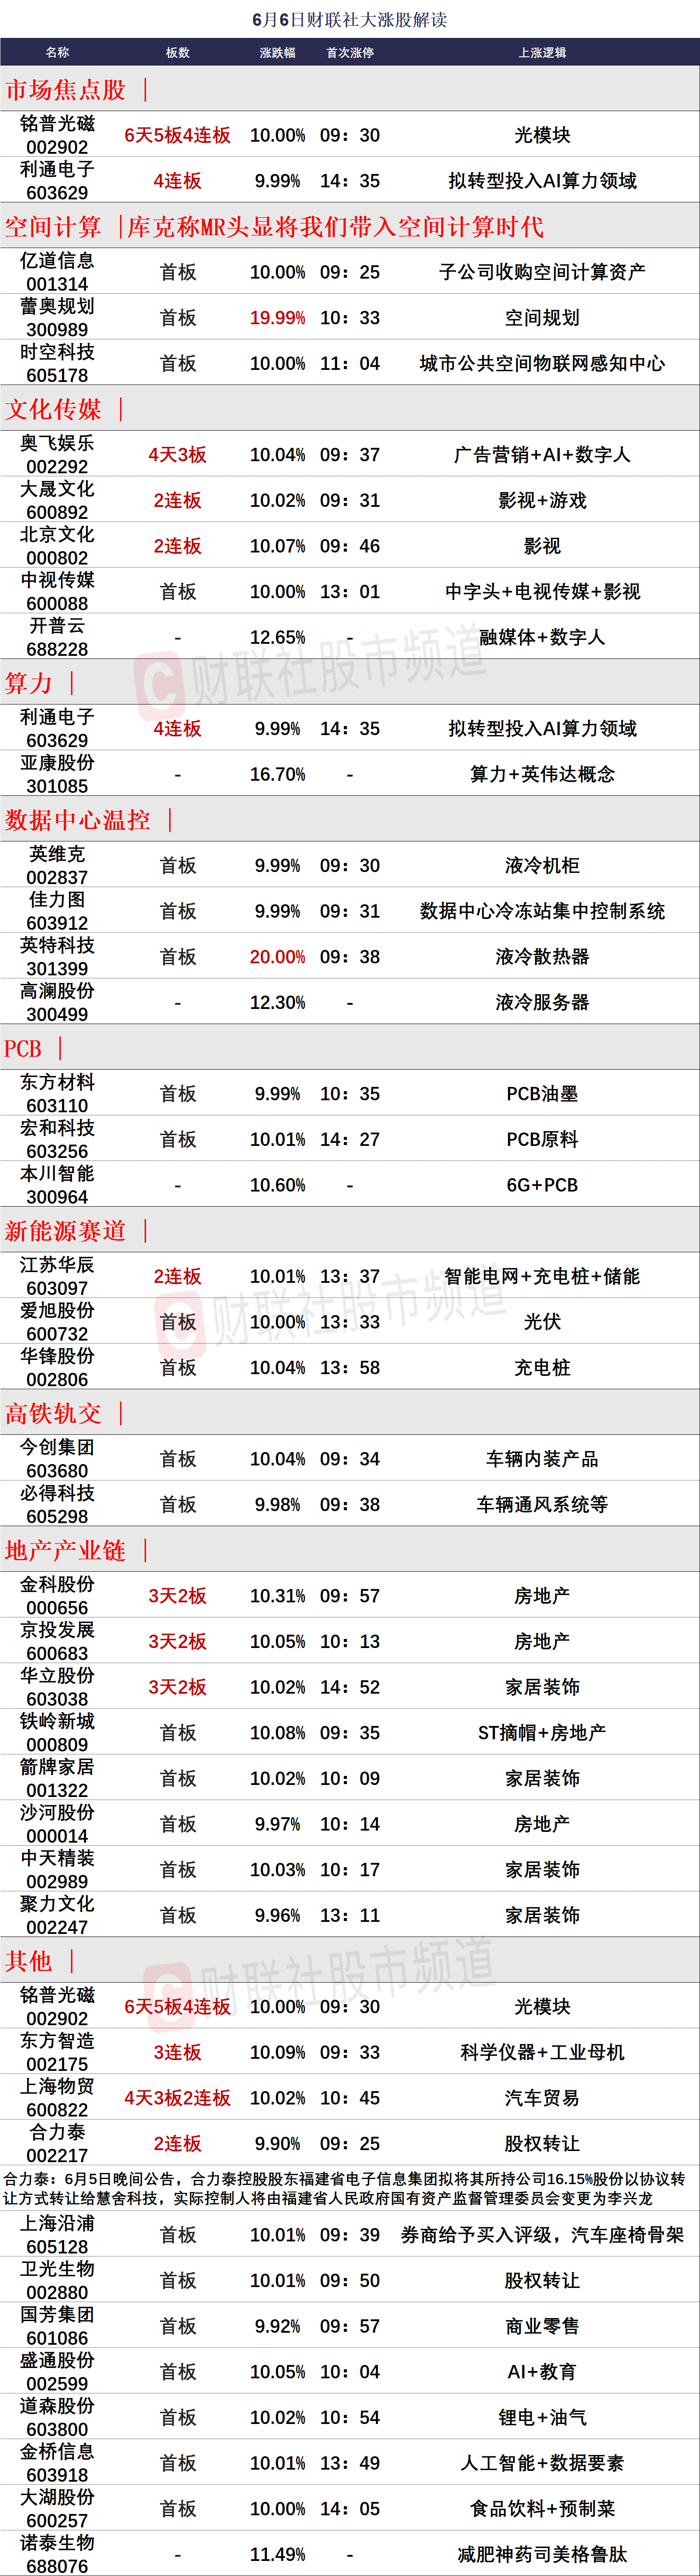 6月6日财联社大涨股解读
名称 板数 涨跌幅 首次涨停 上涨逻辑
市场焦点股 |
铭普光磁 002902 6天5板4连板 10.00% 09：30 光模块
利通电子 603629 4连板 9.99% 14：35 拟转型投入AI算力领域
空间计算 |库克称MR头显将我们带入空间计算时代
亿道信息 001314 首板 10.00% 09：25 子公司收购空间计算资产
蕾奥规划 300989 首板 19.99% 10：33 空间规划
时空科技 605178 首板 10.00% 11：04 城市公共空间物联网感知中心
文化传媒 |
奥飞娱乐 002292 4天3板 10.04% 09：37 广告营销+AI+数字人
大晟文化 600892 2连板 10.02% 09：31 影视+游戏
北京文化 000802 2连板 10.07% 09：46 影视
中视传媒 600088 首板 10.00% 13：01 中字头+电视传媒+影视
开普云 688228 - 12.65% - 融媒体+数字人
财联社股市频道
算力 |
利通电子 603629 4连板 9.99% 14：35 拟转型投入AI算力领域
亚康股份 301085 - 16.70% - 算力+英伟达概念
数据中心温控 |
英维克 002837 首板 9.99% 09：30 液冷机柜
佳力图 603912 首板 9.99% 09：31 数据中心冷冻站集中控制系统
英特科技 301399 首板 20.00% 09：38 液冷散热器
高澜股份 300499 - 12.30% - 液冷服务器
PCB |
东方材料 603110 首板 9.99% 10：35 PCB油墨
宏和科技 603256 首板 10.01% 14：27 PCB原料
本川智能 300964 - 10.60% - 6G+PCB
新能源赛道 |
江苏华辰 603097 2连板 10.01% 13：37 智能电网+充电桩+储能
财联社股市频道
爱旭股份 600732 首板 10.00% 13：33 光伏
华锋股份 002806 首板 10.04% 13：58 充电桩
高铁轨交 |
今创集团 603680 首板 10.04% 09：34 车辆内装产品
必得科技 605298 首板 9.98% 09：38 车辆通风系统等
地产产业链 |
金科股份 000656 3天2板 10.31% 09：57 房地产
京投发展 600683 3天2板 10.05% 10：13 房地产
华立股份 603038 3天2板 10.02% 14：52 家居装饰
铁岭新城 000809 首板 10.08% 09：35 ST摘帽+房地产
箭牌家居 001322 首板 10.02% 10：09 家居装饰
沙河股份 000014 首板 9.97% 10：14 房地产
中天精装 002989 首板 10.03% 10：17 家居装饰
聚力文化 002247 首板 9.96% 13：11 家居装饰
其他 |
财联社股市频道
铭普光磁 002902 6天5板4连板 10.00% 09：30 光模块
东方智造 002175 3连板 10.09% 09：33 科学仪器+工业母机
上海物贸 600822 4天3板2连板 10.02% 10：45 汽车贸易
合力泰 002217 2连板 9.90% 09：25 股权转让
合力泰：6月5日晚间公告，合力泰控股股东福建省电子信息集团拟将其所持公司16.15%股份以协议转
让方式转让给慧舍科技，实际控制人将由福建省人民政府国有资产监督管理委员会变更为李兴龙
上海沿浦 605128 首板 10.01% 09：39 券商给予买入评级，汽车座椅骨架
卫光生物 002880 首板 10.01% 09：50 股权转让
国芳集团 601086 首板 9.92% 09：57 商业零售
盛通股份 002599 首板 10.05% 10：04 AI+教育
道森股份 603800 首板 10.02% 10：54 锂电+油气
金桥信息 603918 首板 10.01% 13：49 人工智能+数据要素
大湖股份 600257 首板 10.00% 14：05 食品饮料+预制菜
诺泰生物 688076 - 11.49% - 减肥神药司美格鲁肽